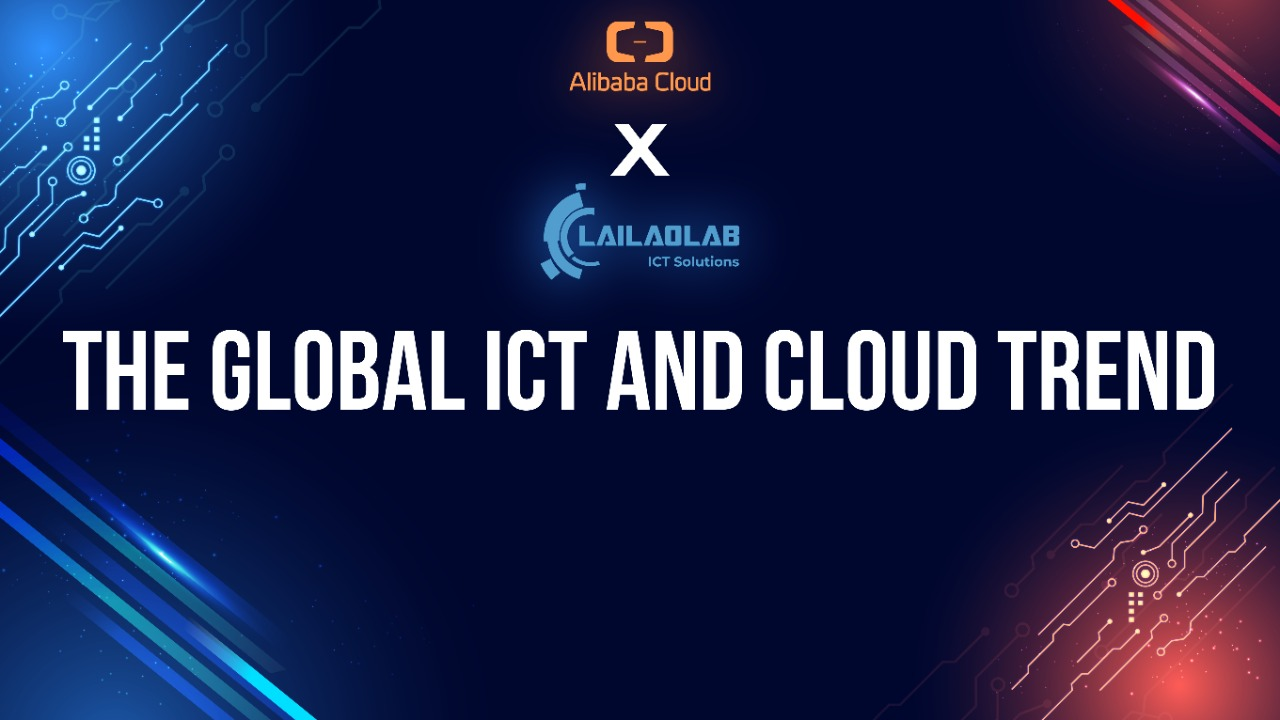 Alibaba Cloud
X
LAILAOLAB
ICT Solutions
THE GLOBAL ICT AND CLOUD TREND